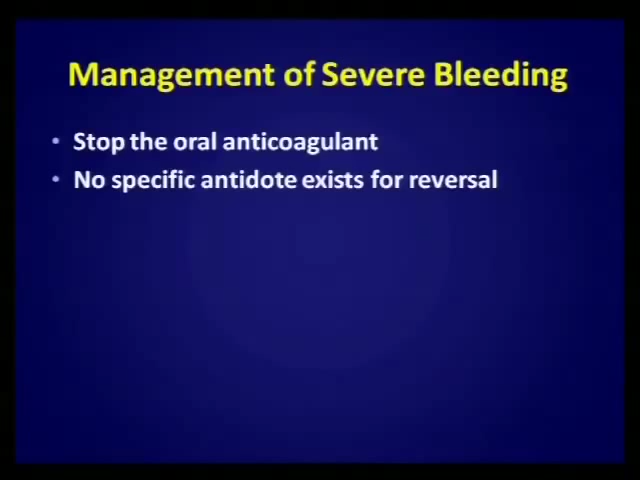 Management of Severe Bleeding
• Stop the oral anticoagulant
• No specific antidote exists for reversal